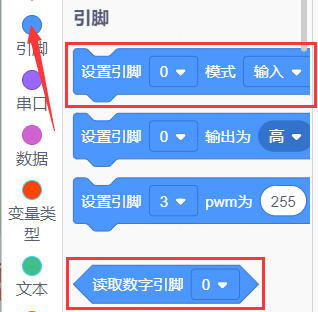 引脚
串口
数据
变量类
型
文本
引脚
设置引脚 0 模式 输入
设置引脚 0 输出为 高
设置引脚 3 pwm为 255
读取数字引脚 0